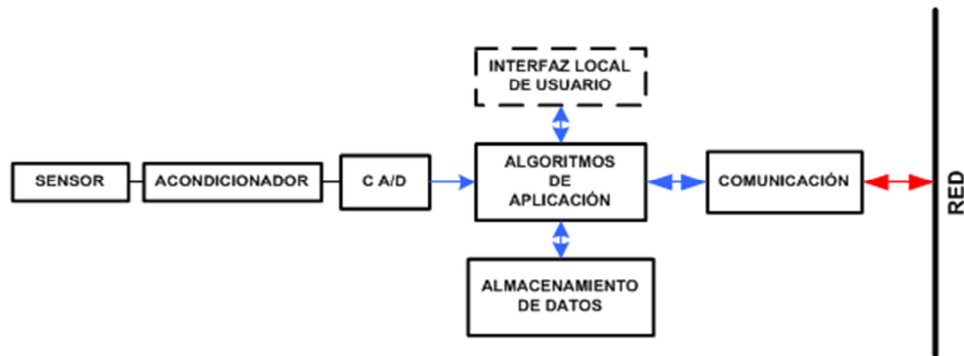 INTERFAZ LOCAL
DE USUARIO
SENSOR
ACONDICIONADOR
C A/D
ALGORITMOS
DE
APLICACIÓN
COMUNICACIÓN
RED
ALMACENAMIENTO
DE DATOS